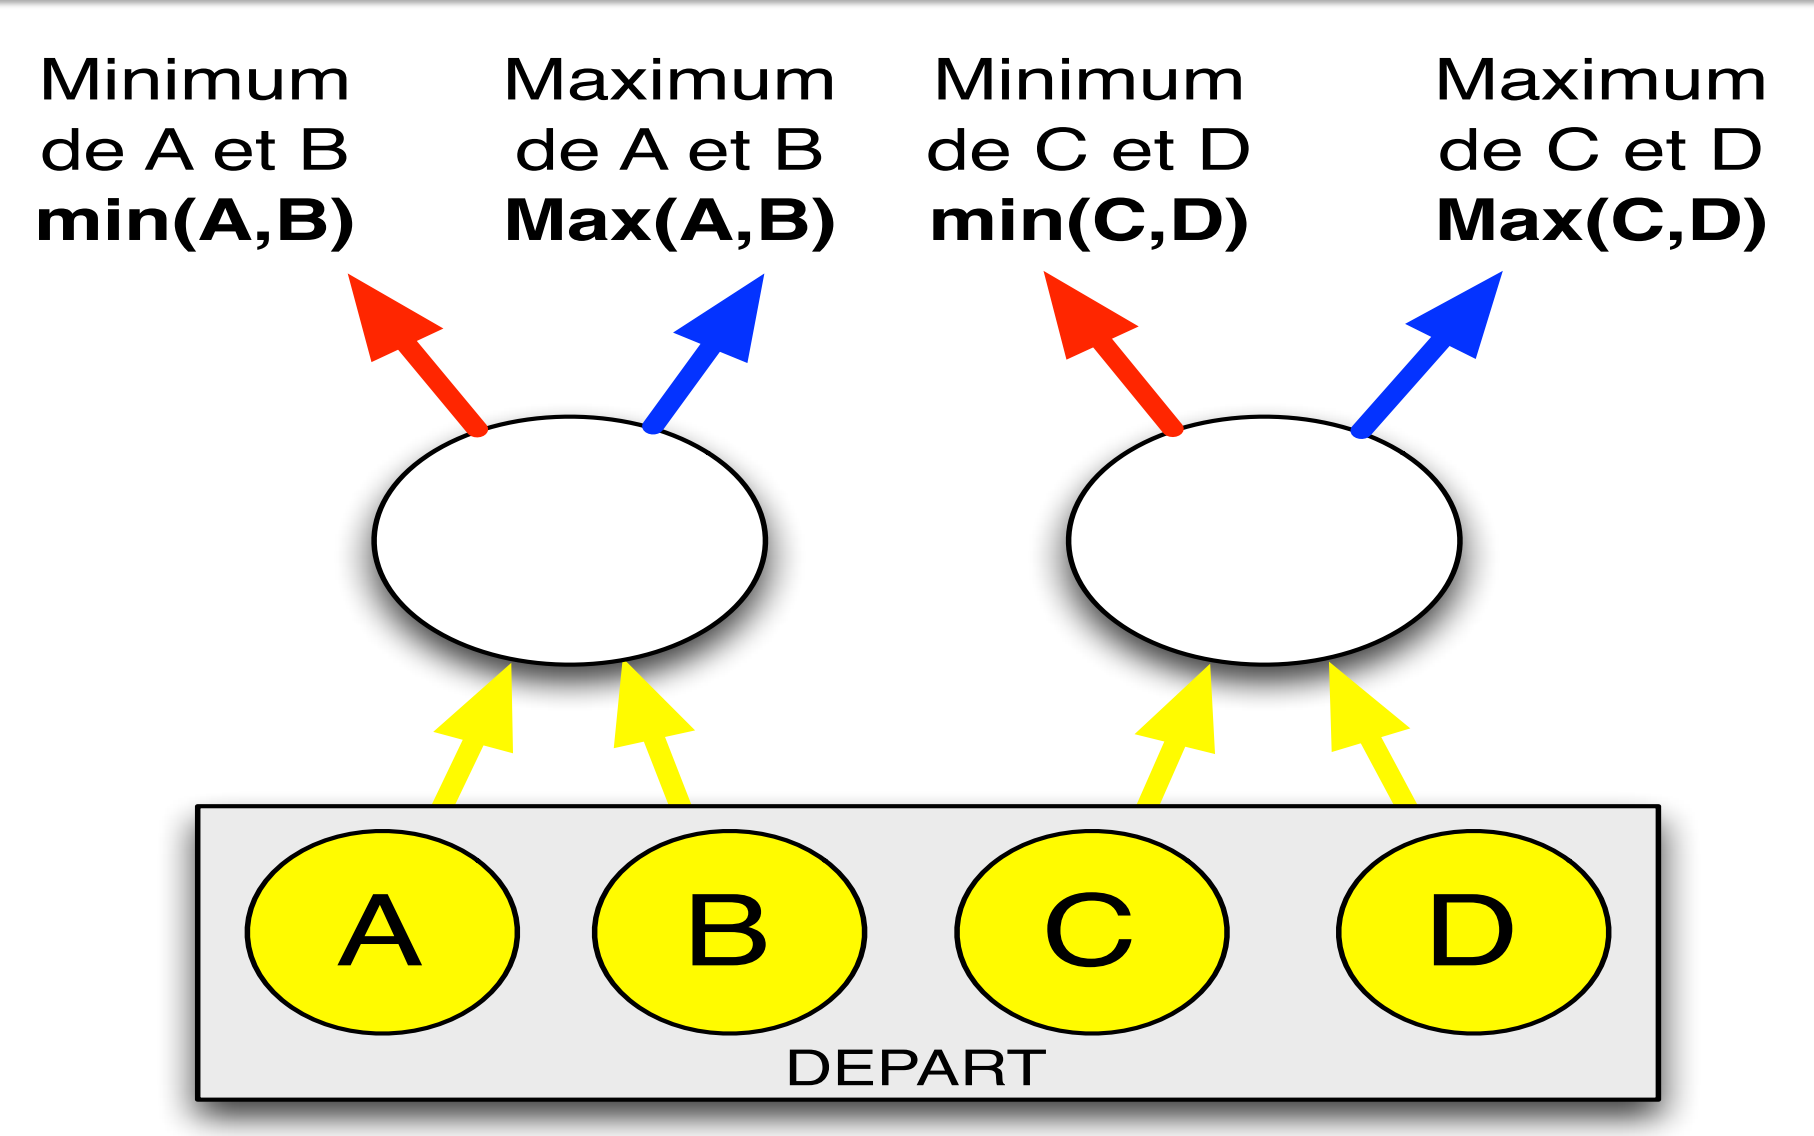 Minimum
de A et B
min(A,B)
Maximum
de A et B
Max(A,B)
Minimum
de C et D
min(C,D)
Maximum
de C et D
Max(C,D)
A
B
C
D
DEPART